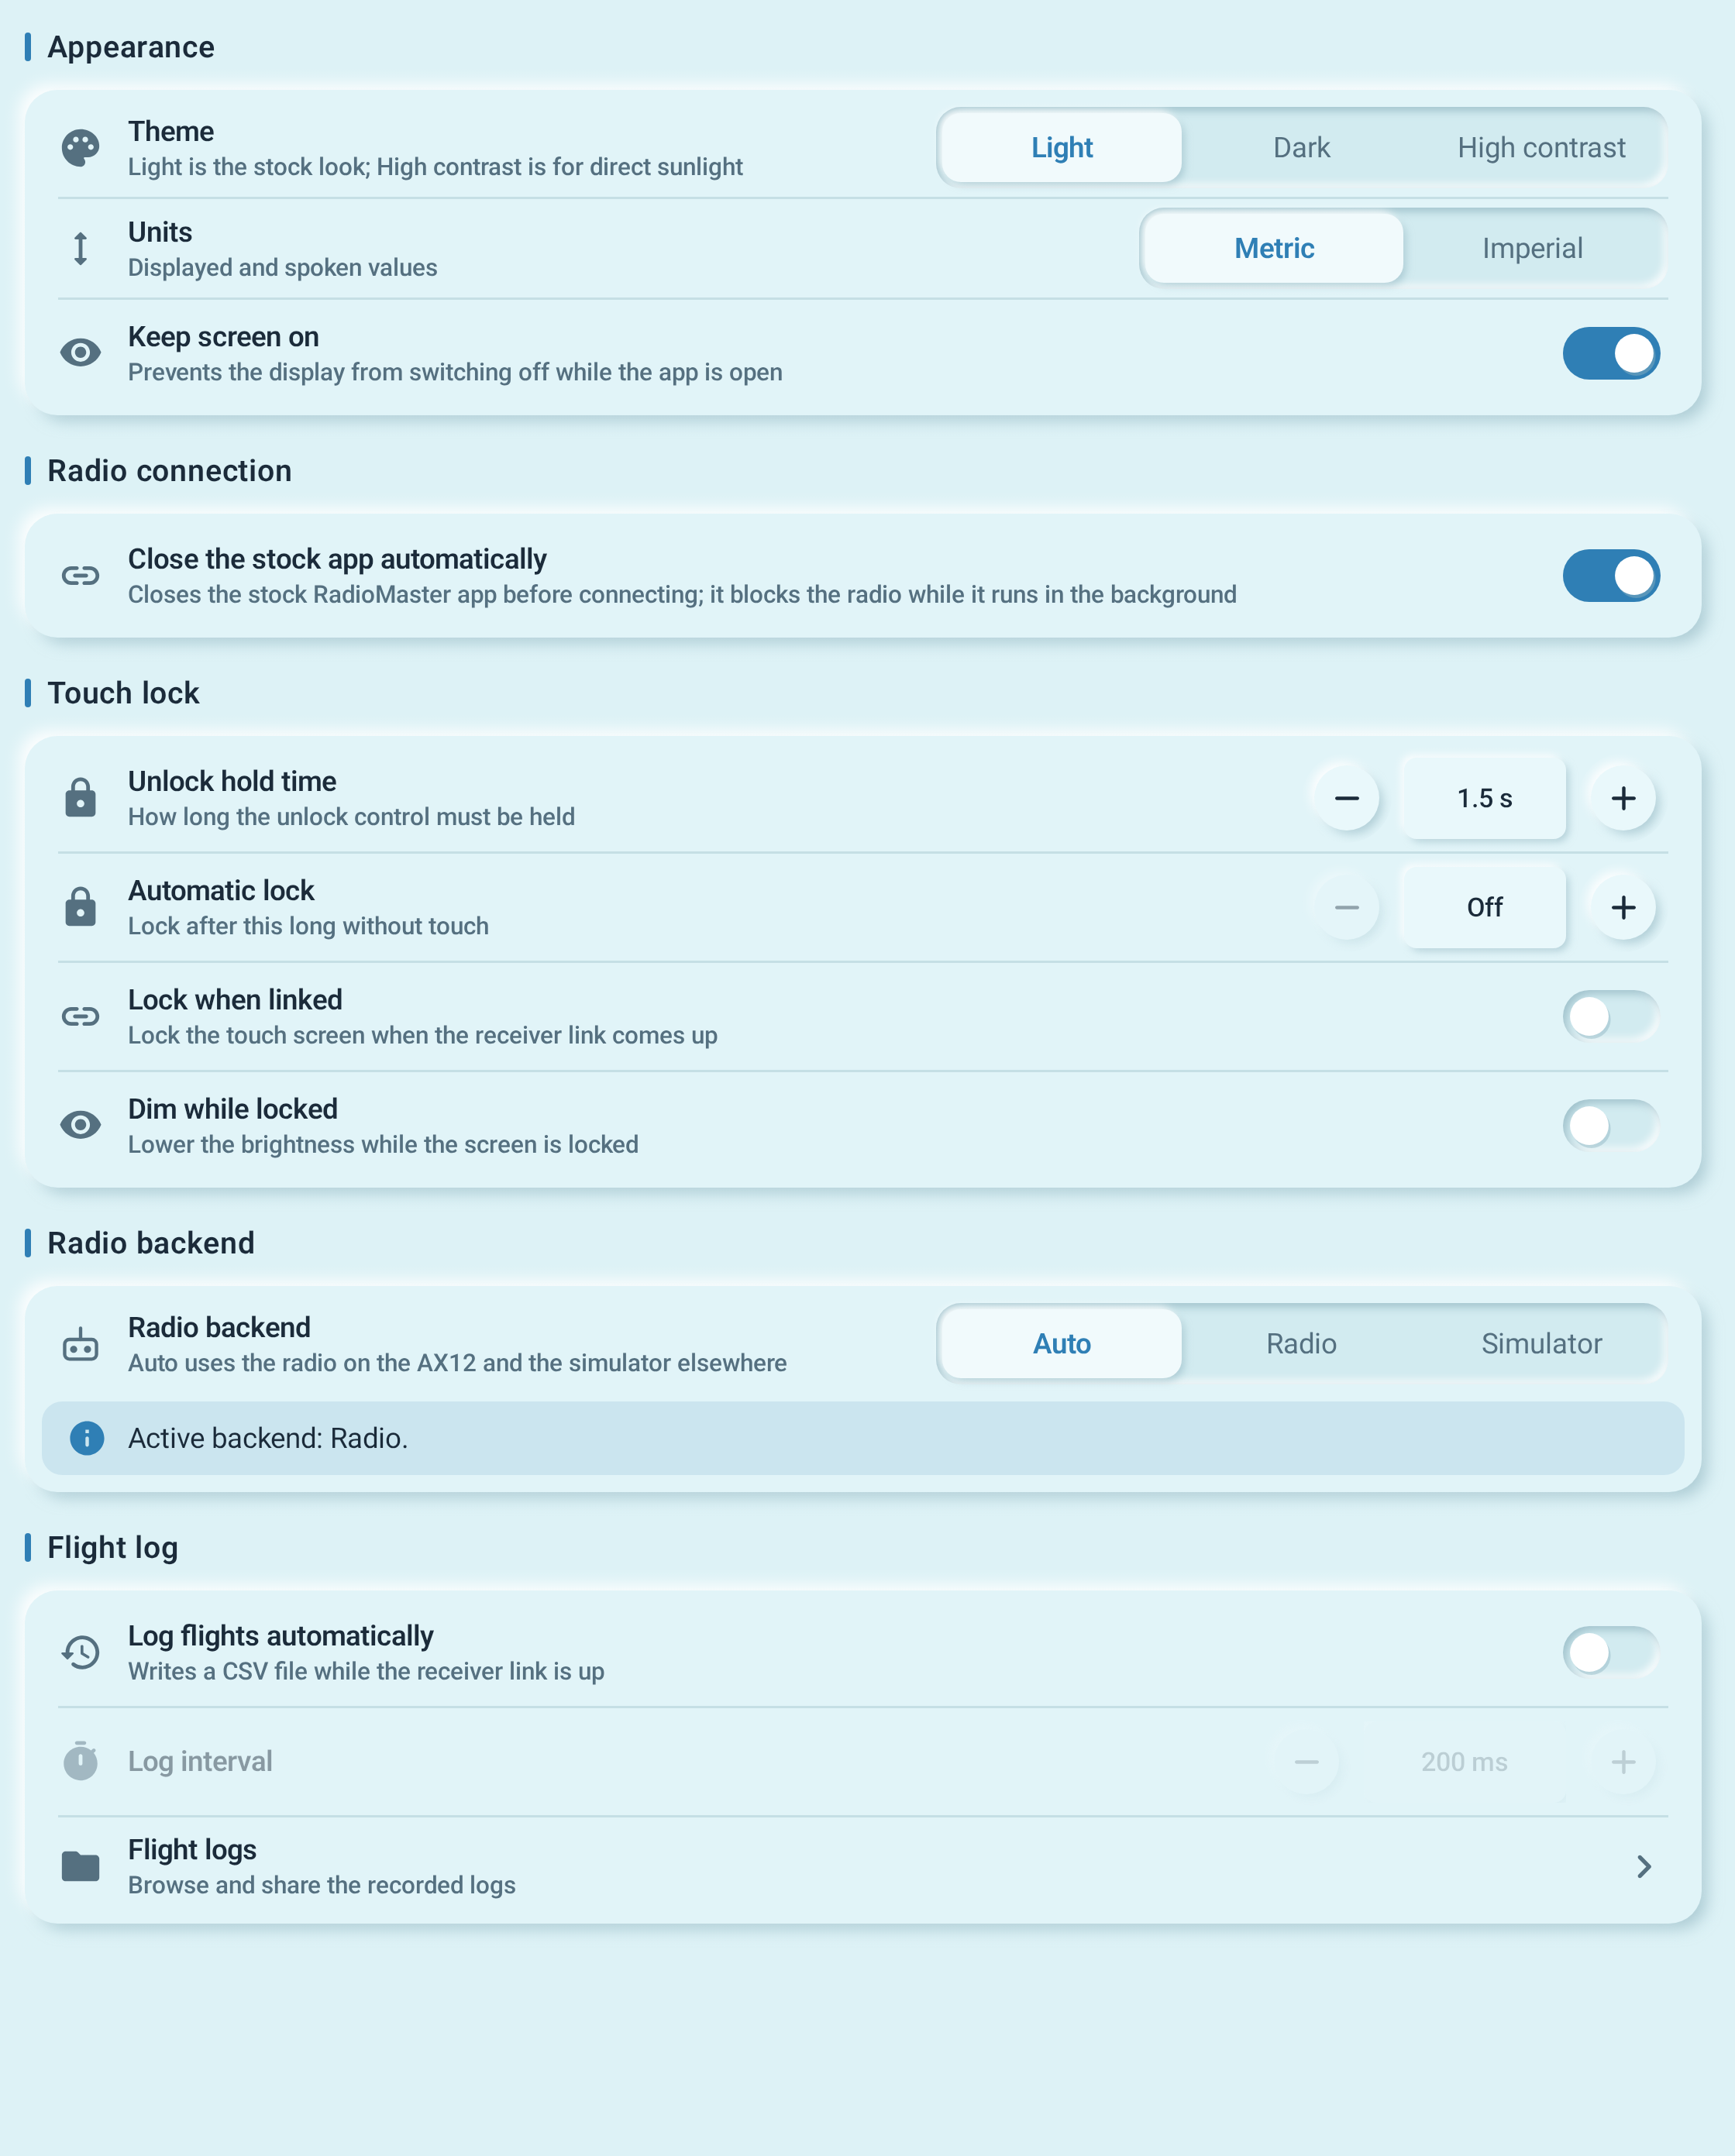 Appearance
Theme
Light is the stock look; High contrast is for direct sunlight
Light
Dark
High contrast
Units
Displayed and spoken values
Metric
Imperial
Keep screen on
Prevents the display from switching off while the app is open
Radio connection
Close the stock app automatically
Closes the stock RadioMaster app before connecting; it blocks the radio while it runs in the background
Touch lock
Unlock hold time
How long the unlock control must be held
1.5 s
Automatic lock
Lock after this long without touch
Off
Lock when linked
Lock the touch screen when the receiver link comes up
Dim while locked
Lower the brightness while the screen is locked
Radio backend
Radio backend
Auto uses the radio on the AX12 and the simulator elsewhere
Auto
Radio
Simulator
Active backend: Radio.
Flight log
Log flights automatically
Writes a CSV file while the receiver link is up
Log interval
200 ms
Flight logs
Browse and share the recorded logs